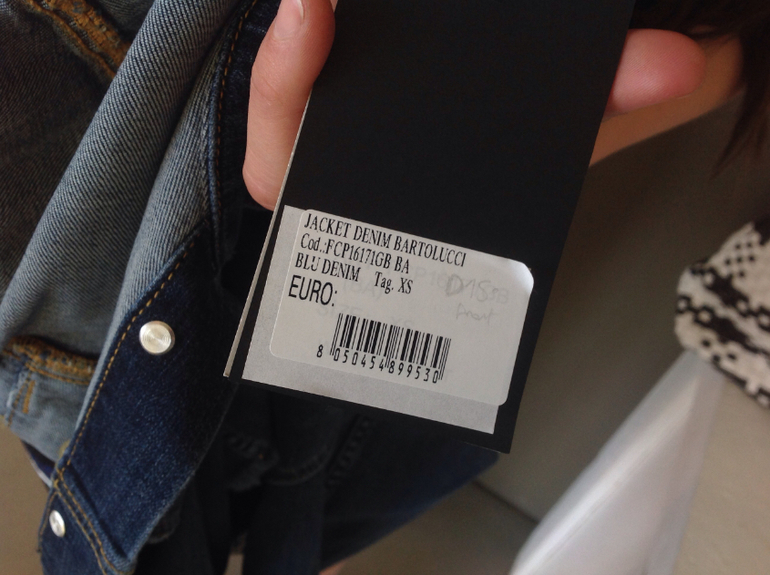 JACKET DENIM BARTOLUCCI
Cod.:FCP16171GB BA
BLU DENIM Tag. XS
EURO:
8 050454 899530